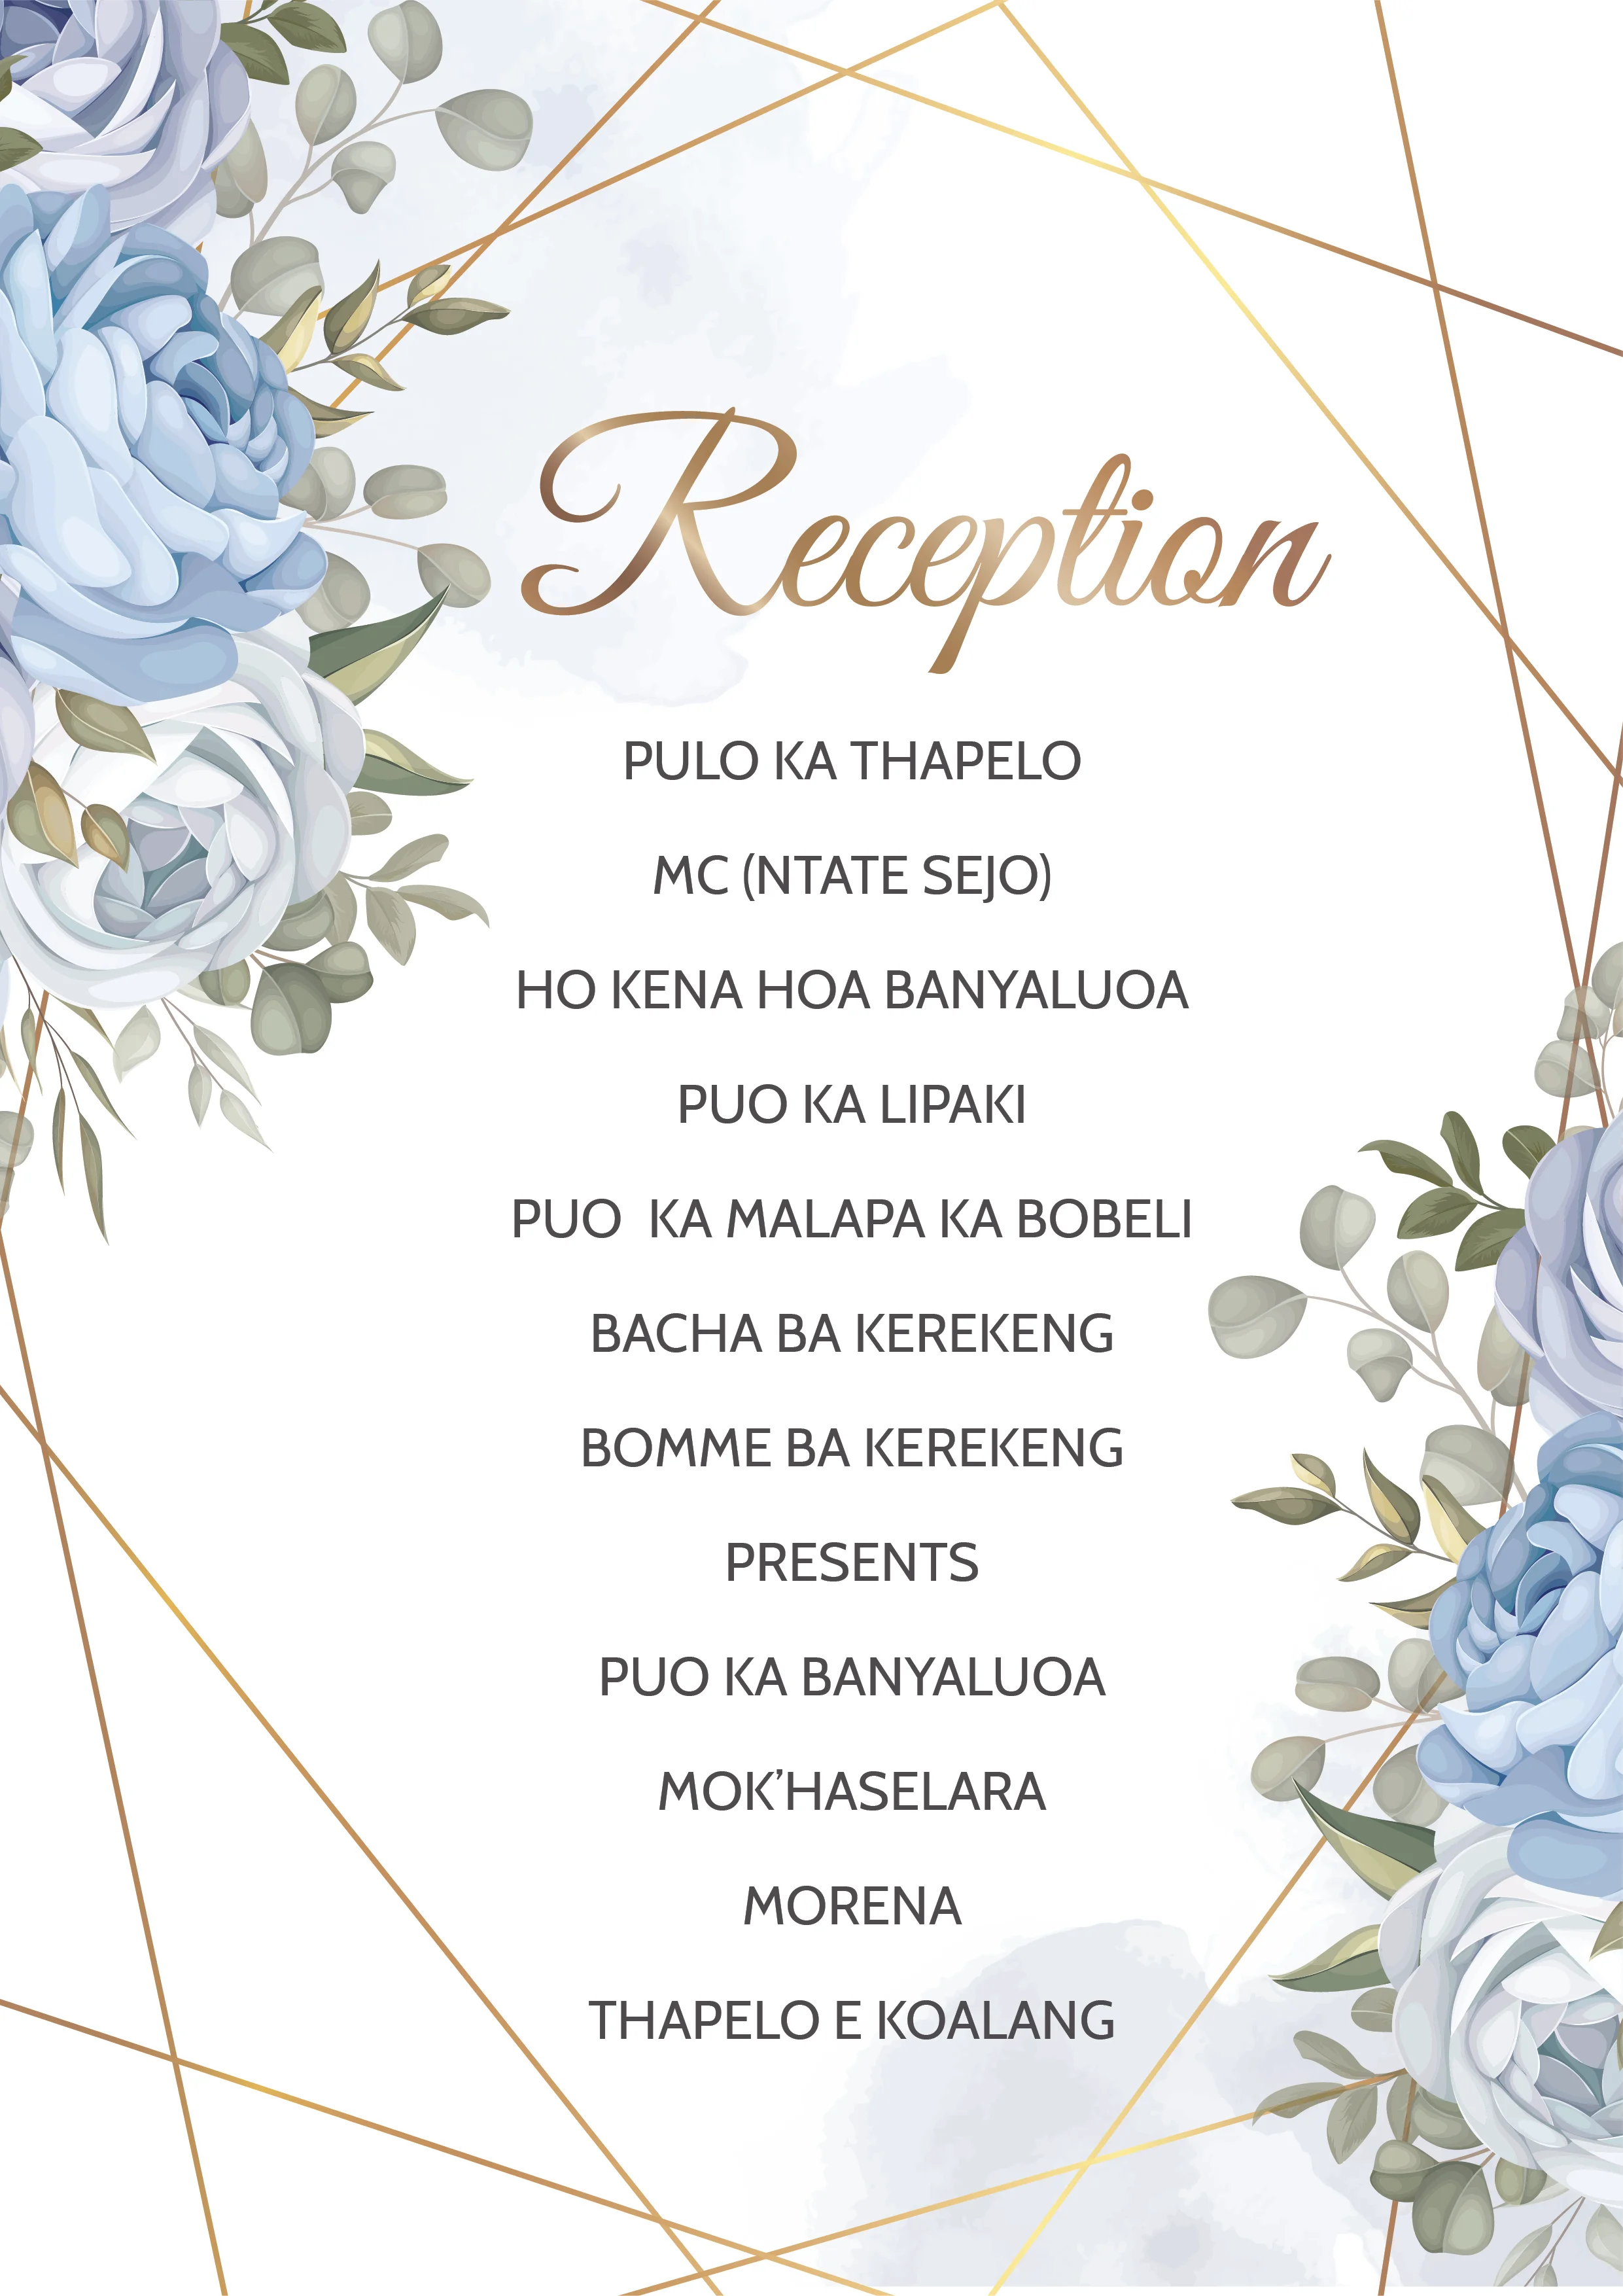 Reception
PULO KA THAPELO
MC (NTATE SEJO)
HO KENA HOA BANYALUOA
PUO KA LIPAKI
PUO  KA MALAPA KA BOBELI
BACHA BA KEREKENG
BOMME BA KEREKENG
PRESENTS
PUO KA BANYALUOA
MOK’HASELARA
MORENA
THAPELO E KOALANG